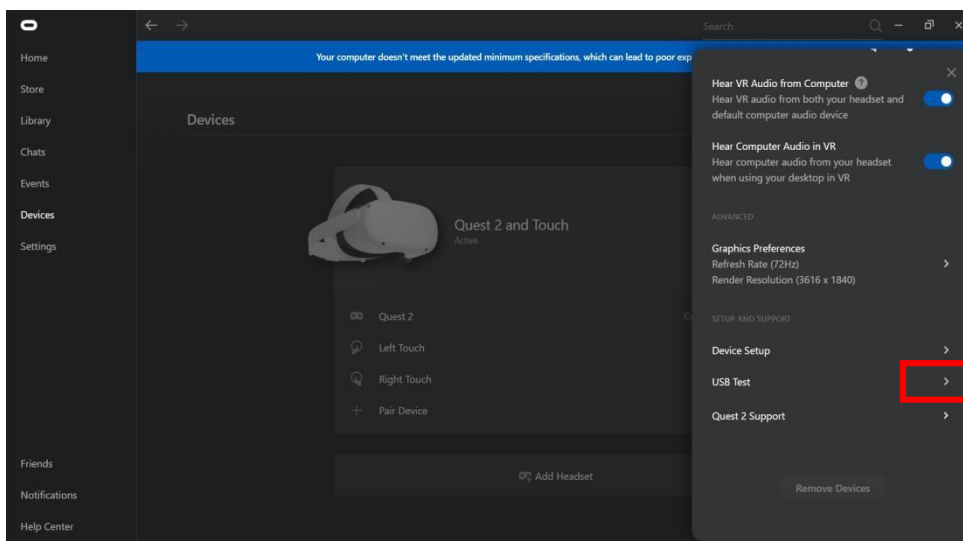 Search
Home
Store
Library
Chats
Events
Devices
Settings
Friends
Notifications
Help Center
Your computer doesn't meet the updated minimum specifications, which can lead to poor exp
Devices
Quest 2 and Touch
Active
Quest 2
Left Touch
Right Touch
Pair Device
Add Headset
Hear VR Audio from Computer
Hear VR audio from both your headset and
default computer audio device
Hear Computer Audio in VR
Hear computer audio from your headset
when using your desktop in VR
ADVANCED
Graphics Preferences
Refresh Rate (72Hz)
Render Resolution (3616 x 1840)
SETUP AND SUPPORT
Device Setup
USB Test
Quest 2 Support
Remove Devices